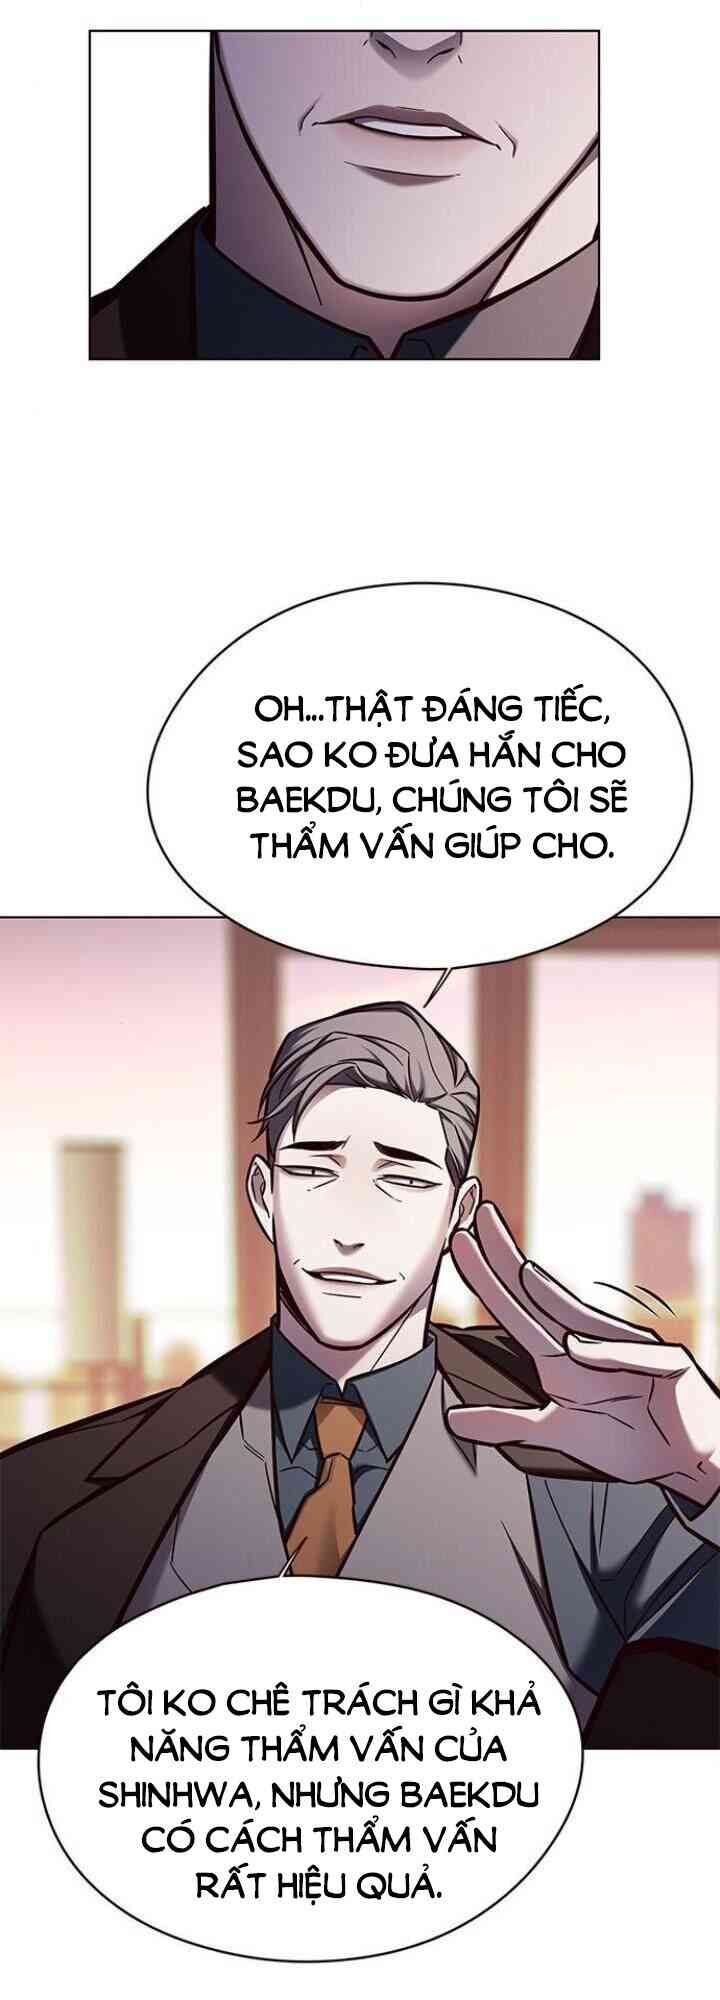 OH...THẬT ĐÁNG TIẾC,
SAO KO ĐƯA HẮN CHO
BAEKDU, CHÚNG TÔI SẼ
THẨM VẤN GIÚP CHO.
TÔI KO CHÊ TRÁCH GÌ KHẢ
NĂNG THẨM VẤN CỦA
SHINHWA, NHƯNG BAEKDU
CÓ CÁCH THẨM VẤN
RẤT HIỆU QUẢ.